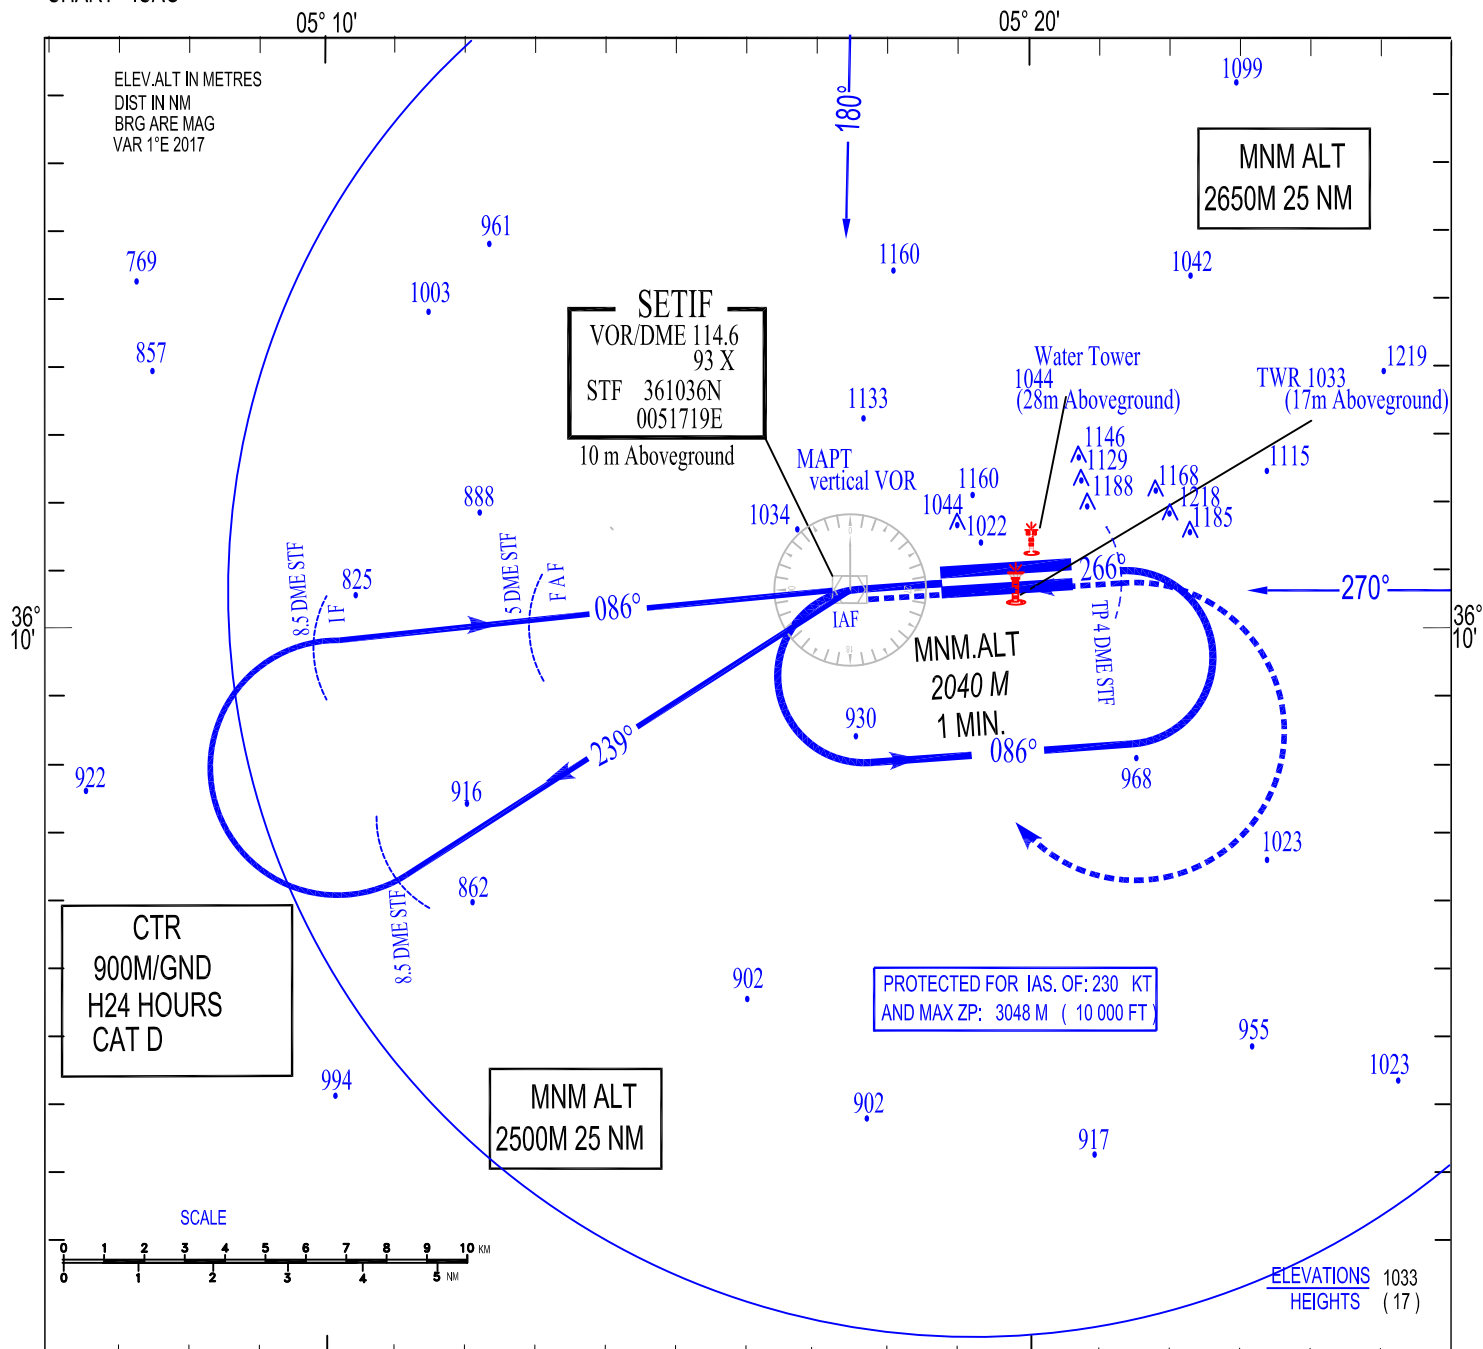 05° 10'
05° 20'
ELEV.ALT IN METRES
DIST IN NM
BRG ARE MAG
VAR 1°E 2017
180°
1099
MNM ALT
2650M 25 NM
961
769
1003
1160
1042
857
SETIF
VOR/DME 114.6
93 X
STF 361036N
0051719E
10 m Aboveground
Water Tower
1044
(28m Aboveground)
1219
TWR 1033
(17m Aboveground)
1133
MAPT
vertical VOR
1146
1129
1188
1115
1168
1218
1185
1160
1044
1022
1034
888
8.5 DME STF
I F
825
5 DME STF
F A F
086°
266°
270°
36°
10'
36°
10'
0
18
IAF
TP 4 DME STF
MNM.ALT
2040 M
1 MIN.
930
086°
968
239°
922
916
862
8.5 DME STF
1023
CTR
900M/GND
H24 HOURS
CAT D
902
PROTECTED FOR IAS. OF: 230 KT
AND MAX ZP: 3048 M ( 10 000 FT )
955
1023
994
MNM ALT
2500M 25 NM
902
917
SCALE
0 1 2 3 4 5 6 7 8 9 10 KM
0 1 2 3 4 5 NM
ELEVATIONS 1033
HEIGHTS ( 17 )